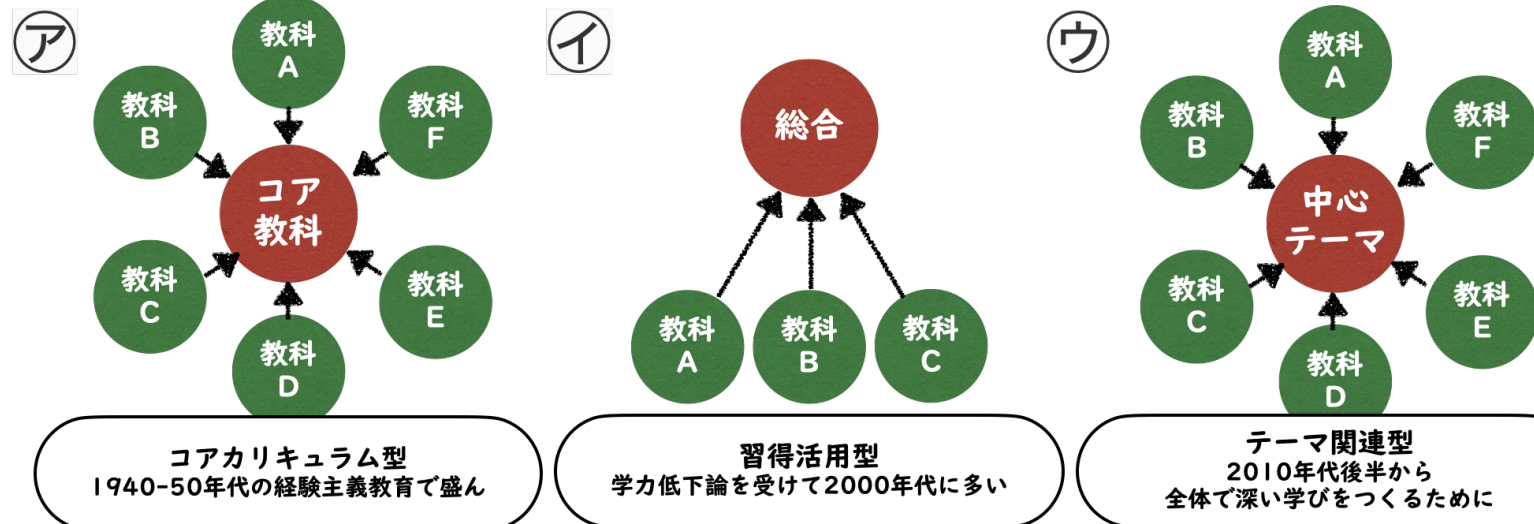 ア
教科
A
教科
B
教科
F
コア
教科
教科
C
教科
E
教科
D
コアカリキュラム型
1940-50年代の経験主義教育で盛ん
イ
総合
教科
A
教科
B
教科
C
習得活用型
学力低下論を受けて2000年代に多い
ウ
教科
A
教科
B
教科
F
中心
テーマ
教科
C
教科
E
教科
D
テーマ関連型
2010年代後半から
全体で深い学びをつくるために